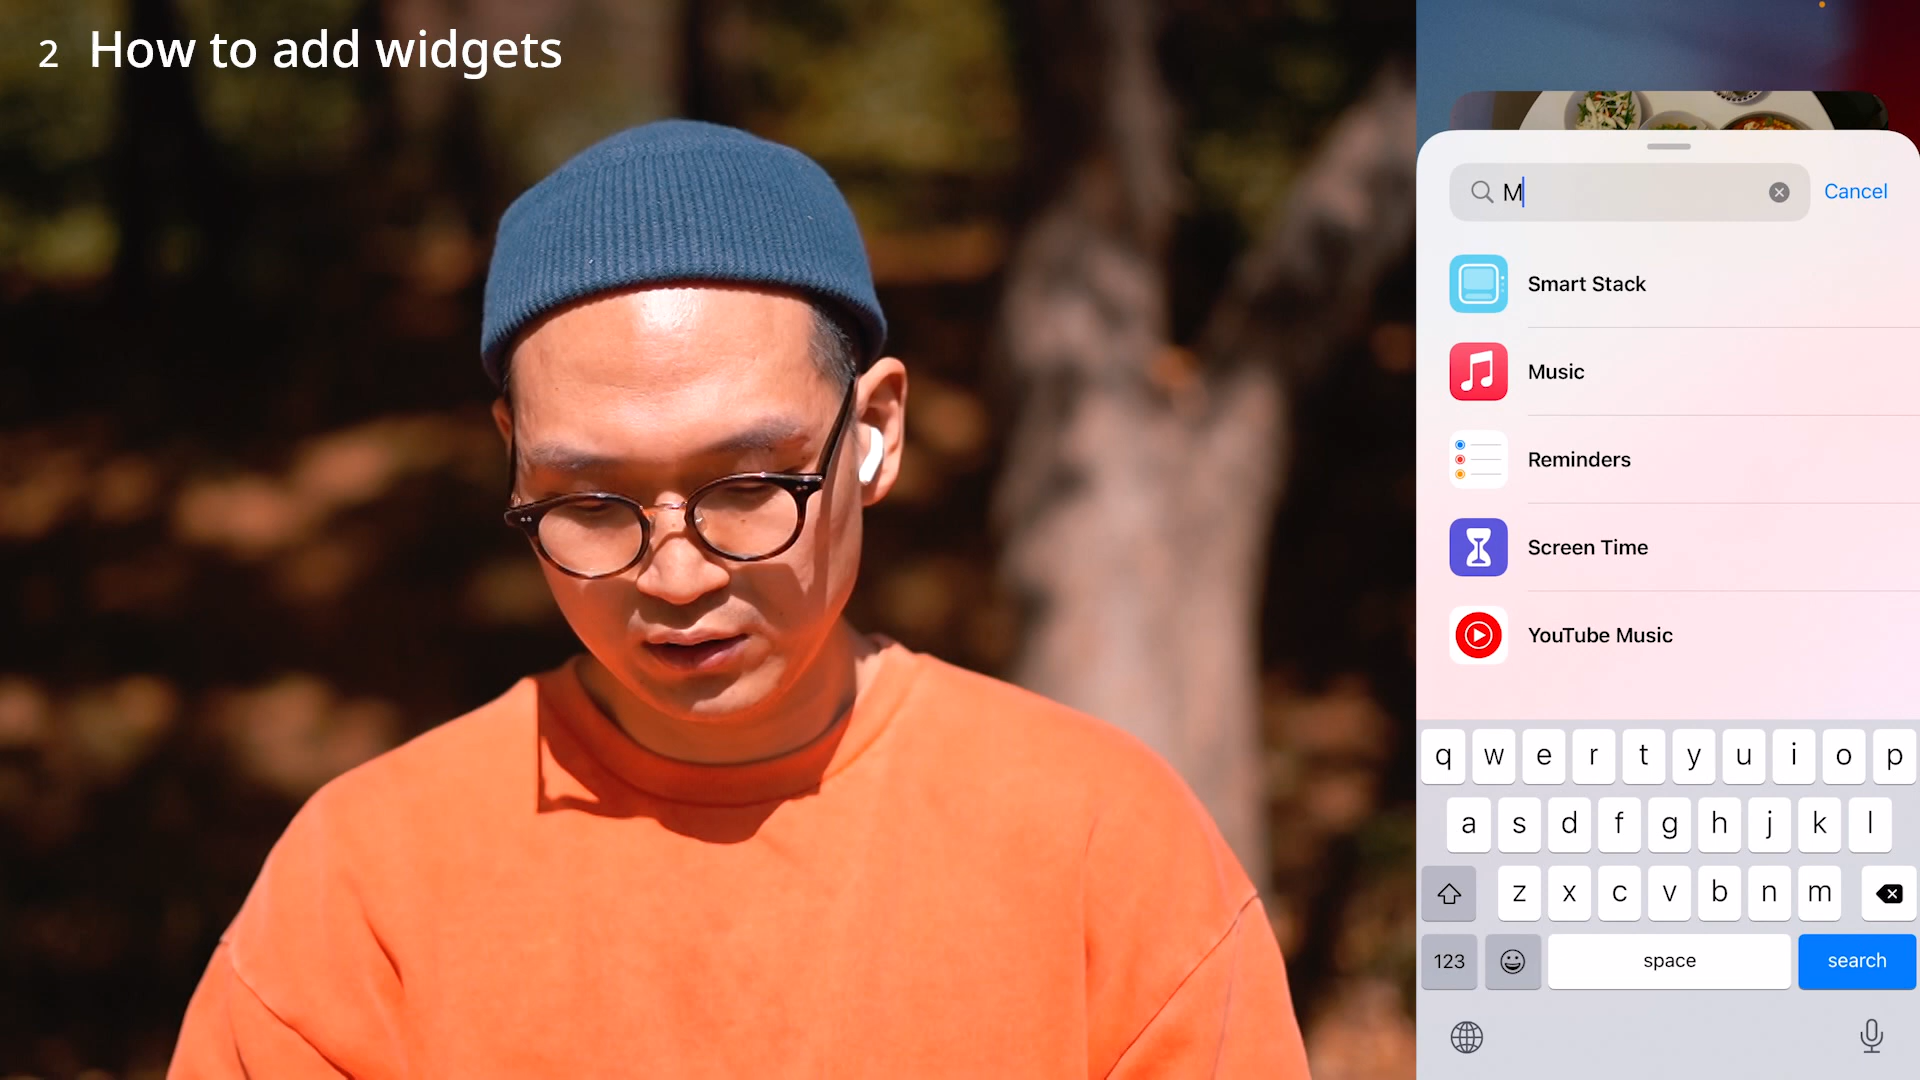 2 How to add widgets
M
Cancel
Smart Stack
Music
Reminders
Screen Time
YouTube Music
q w e r t y u i o p
a s d f g h j k l
z x c v b n m
123 space search